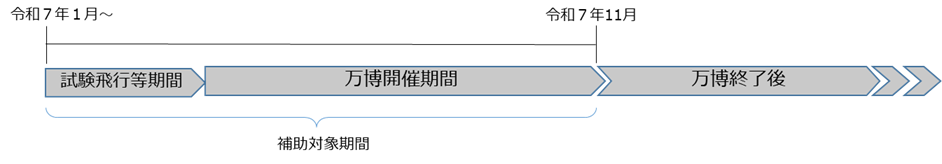 令和７年１月～
令和７年11月
試験飛行等期間
万博開催期間
万博終了後
補助対象期間